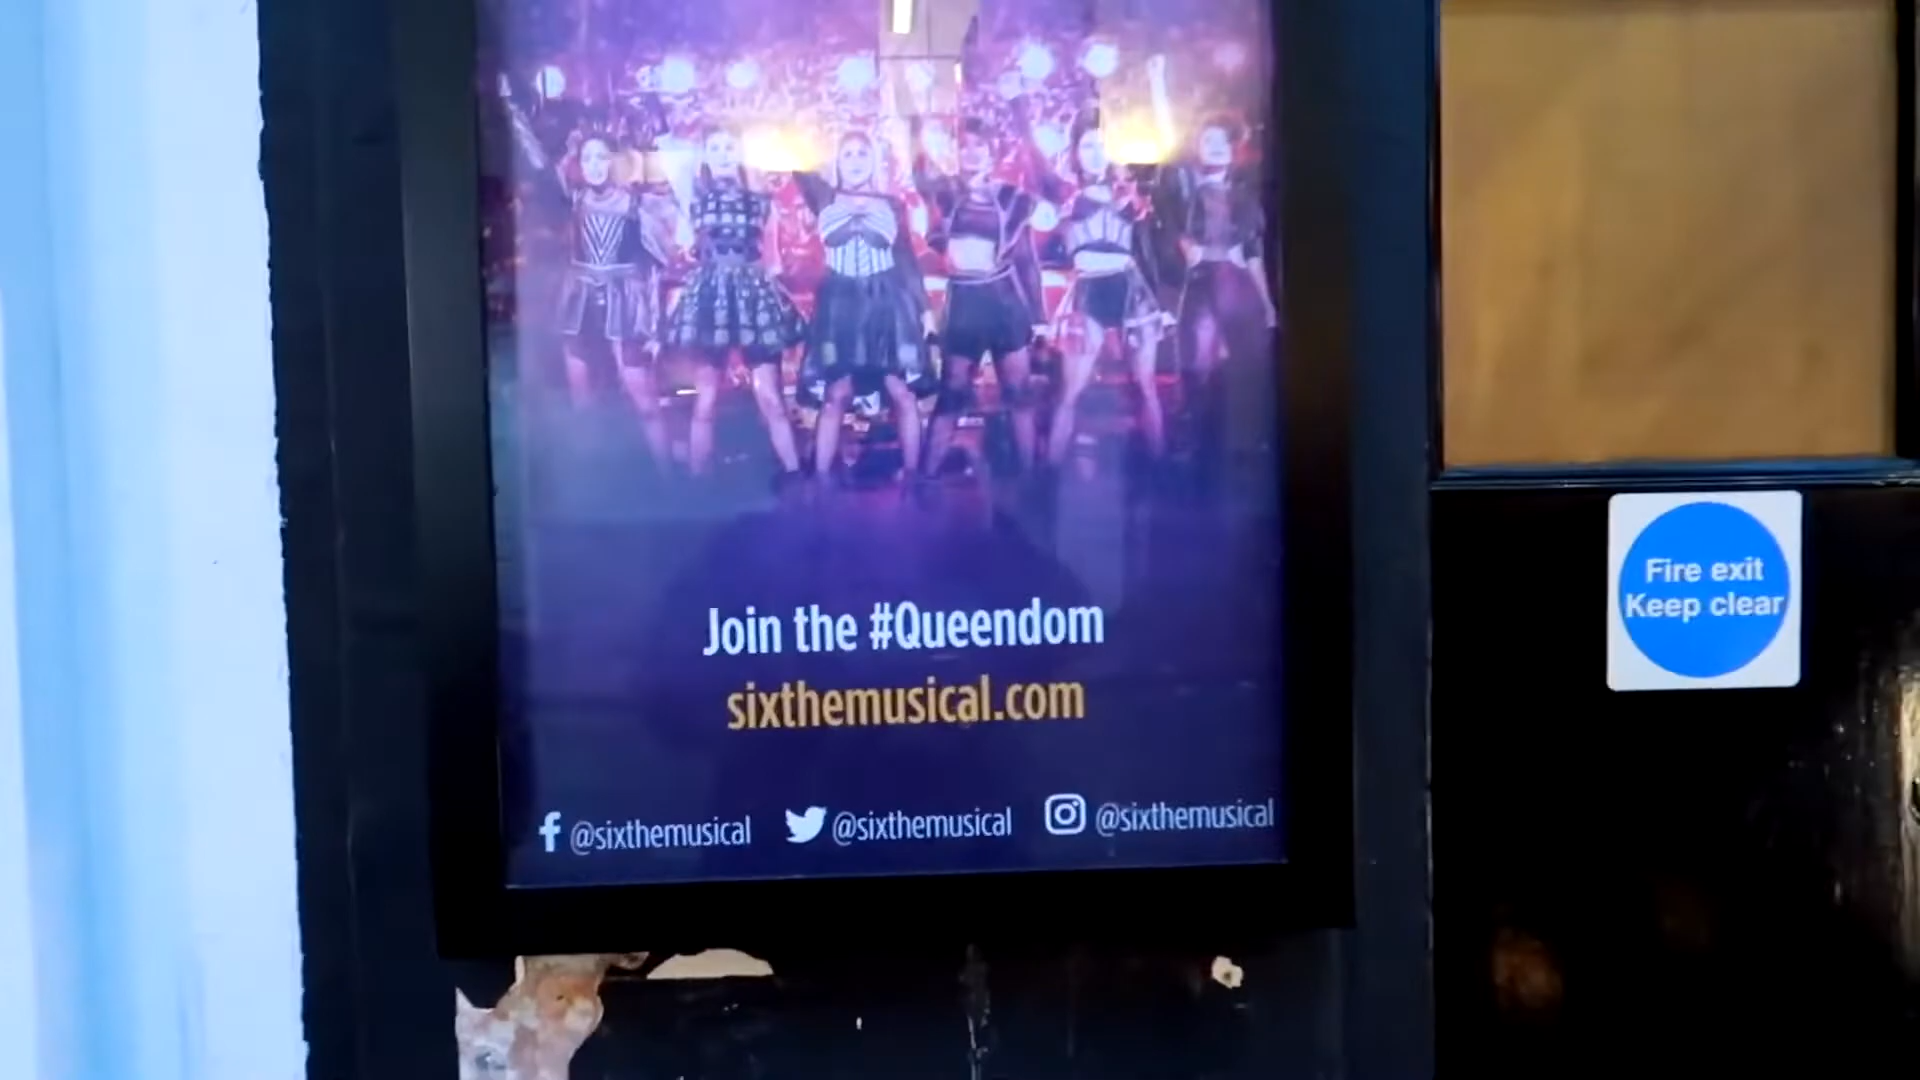 Join the #Queendom
sixthemusical.com
@sixthemusical @sixthemusical @sixthemusical
Fire exit
Keep clear